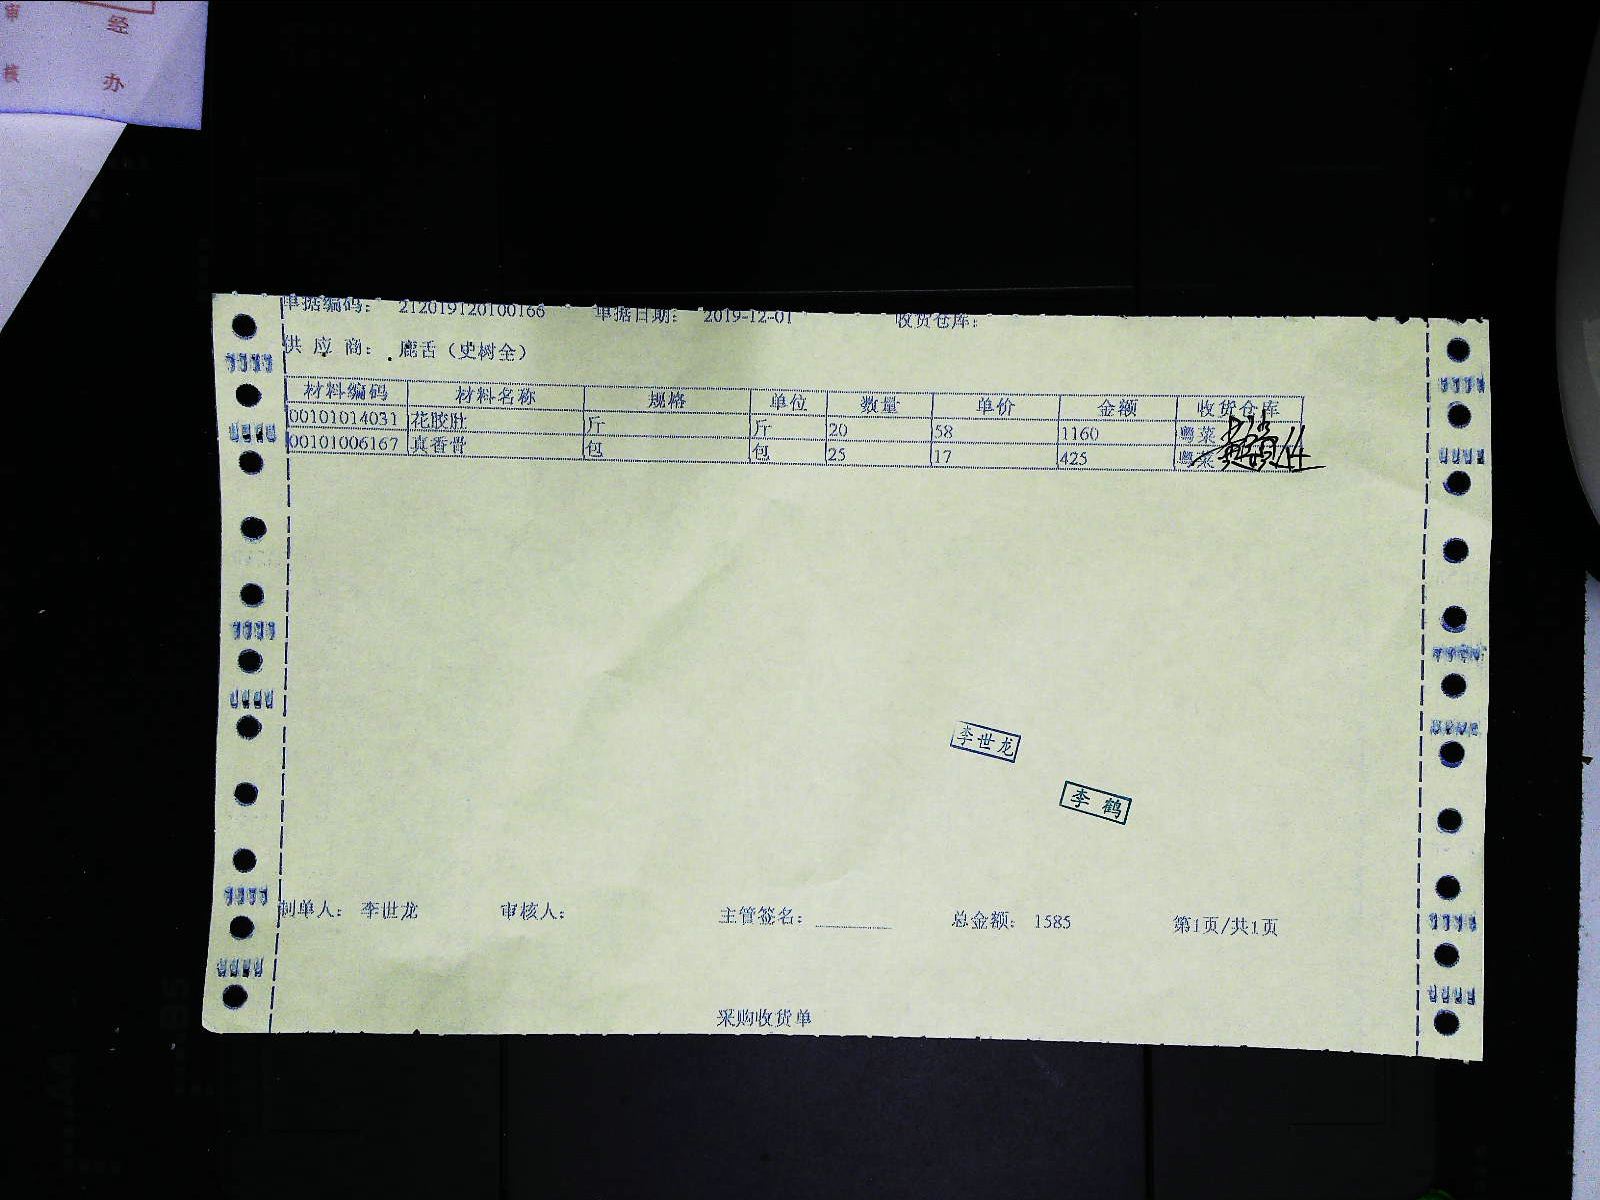 审 经
核 办
单据编码： 212019120100166 单据日期： 2019-12-01 收货仓库：
供 应 商： 鹿舌（史树全）
材料编码 材料名称 规格 单位 数量 单价 金额 收货仓库
00101014031 花胶肚 斤 斤 20 58 1160 粤菜
00101006167 真香骨 包 包 25 17 425 粤菜
李世龙
李 鹤
制单人： 李世龙 审核人： 主管签名： 总金额： 1585 第1页/共1页
采购收货单